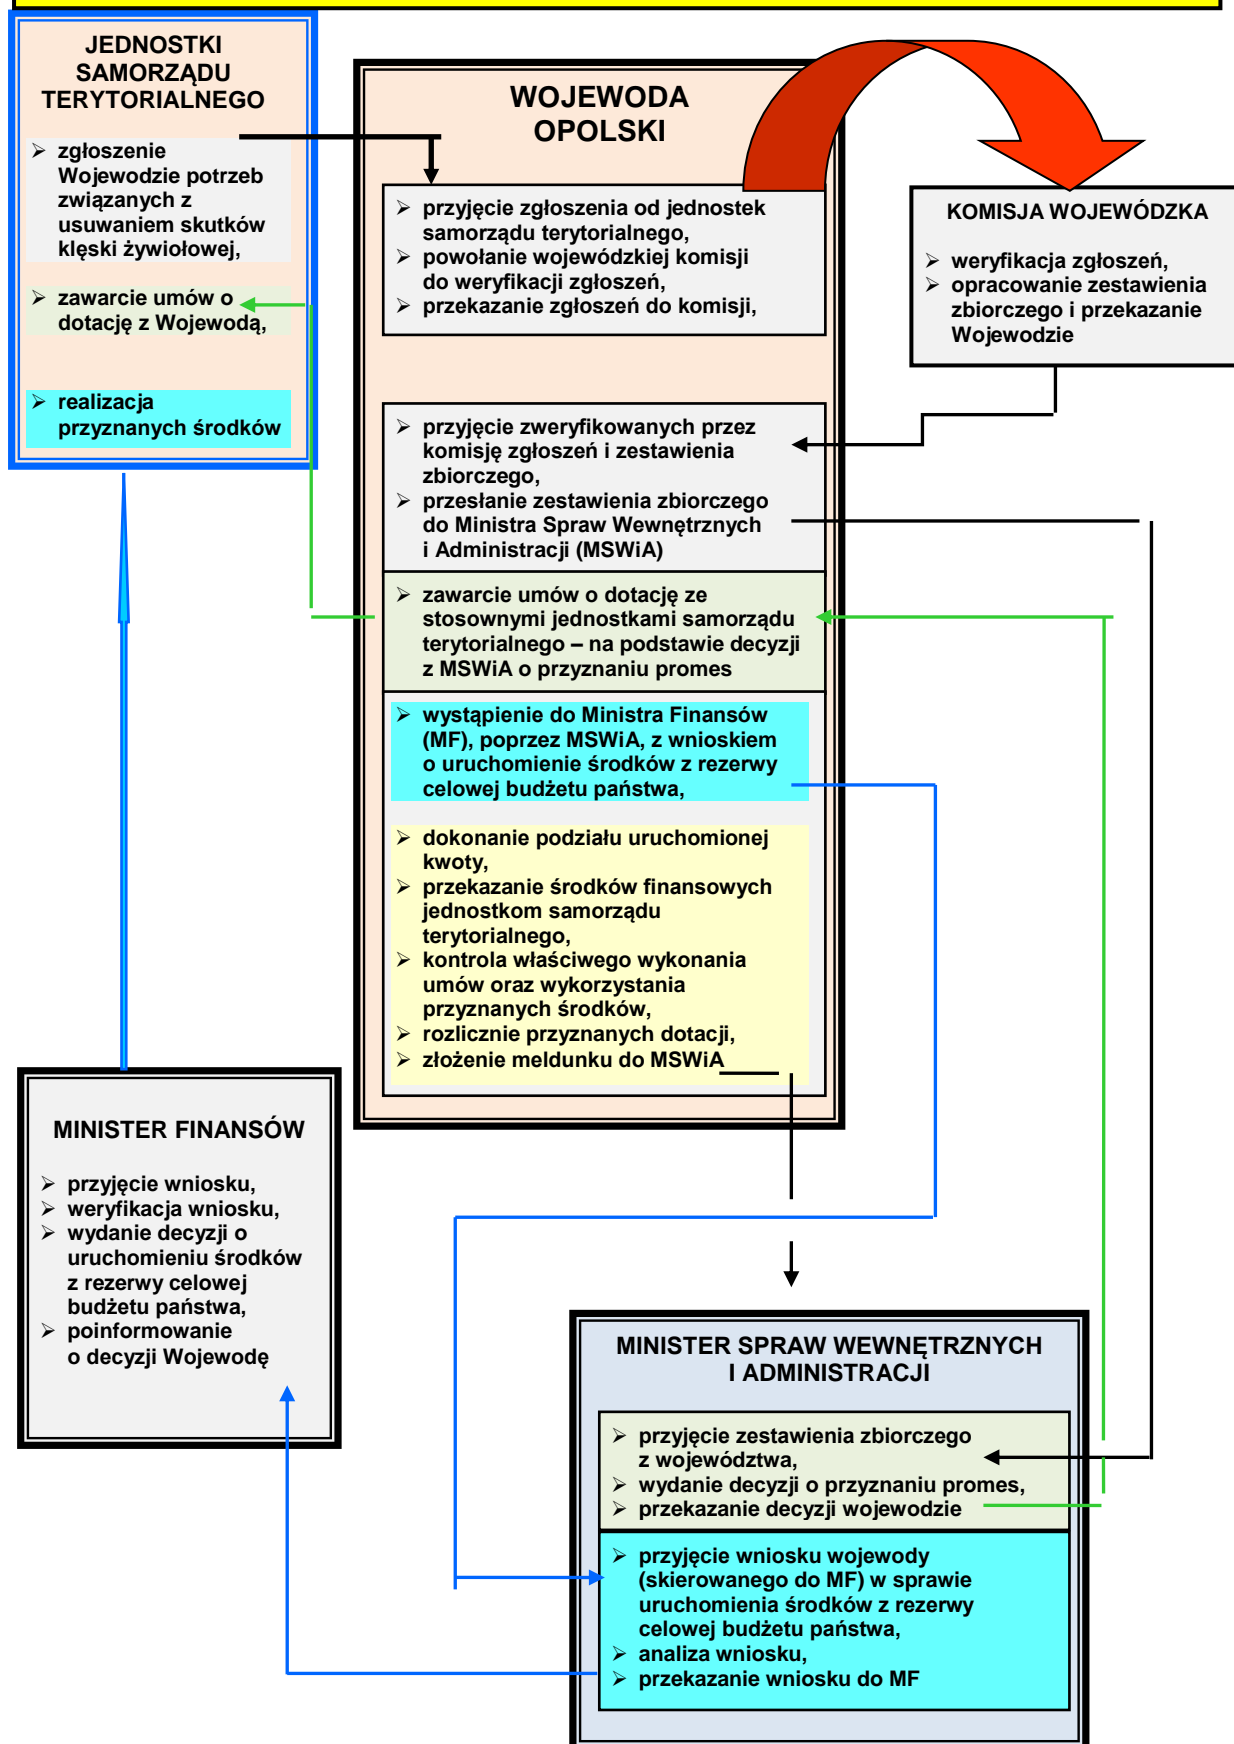 JEDNOSTKI
SAMORZĄDU
TERYTORIALNEGO
➢ zgłoszenie
Wojewodzie potrzeb
związanych z
usuwaniem skutków
klęski żywiołowej,
➢ zawarcie umów o
dotację z Wojewodą,
➢ realizacja
przyznanych środków
WOJEWODA
OPOLSKI
➢ przyjęcie zgłoszenia od jednostek
samorządu terytorialnego,
➢ powołanie wojewódzkiej komisji
do weryfikacji zgłoszeń,
➢ przekazanie zgłoszeń do komisji,
KOMISJA WOJEWÓDZKA
➢ weryfikacja zgłoszeń,
➢ opracowanie zestawienia
zbiorczego i przekazanie
Wojewodzie
➢ przyjęcie zweryfikowanych przez
komisję zgłoszeń i zestawienia
zbiorczego,
➢ przesłanie zestawienia zbiorczego
do Ministra Spraw Wewnętrznych
i Administracji (MSWiA)
➢ zawarcie umów o dotację ze
stosownymi jednostkami samorządu
terytorialnego – na podstawie decyzji
z MSWiA o przyznaniu promes
➢ wystąpienie do Ministra Finansów
(MF), poprzez MSWiA, z wnioskiem
o uruchomienie środków z rezerwy
celowej budżetu państwa,
➢ dokonanie podziału uruchomionej
kwoty,
➢ przekazanie środków finansowych
jednostkom samorządu
terytorialnego,
➢ kontrola właściwego wykonania
umów oraz wykorzystania
przyznanych środków,
➢ rozlicznie przyznanych dotacji,
➢ złożenie meldunku do MSWiA
MINISTER FINANSÓW
➢ przyjęcie wniosku,
➢ weryfikacja wniosku,
➢ wydanie decyzji o
uruchomieniu środków
z rezerwy celowej
budżetu państwa,
➢ poinformowanie
o decyzji Wojewodę
MINISTER SPRAW WEWNĘTRZNYCH
I ADMINISTRACJI
➢ przyjęcie zestawienia zbiorczego
z województwa,
➢ wydanie decyzji o przyznaniu promes,
➢ przekazanie decyzji wojewodzie
➢ przyjęcie wniosku wojewody
(skierowanego do MF) w sprawie
uruchomienia środków z rezerwy
celowej budżetu państwa,
➢ analiza wniosku,
➢ przekazanie wniosku do MF